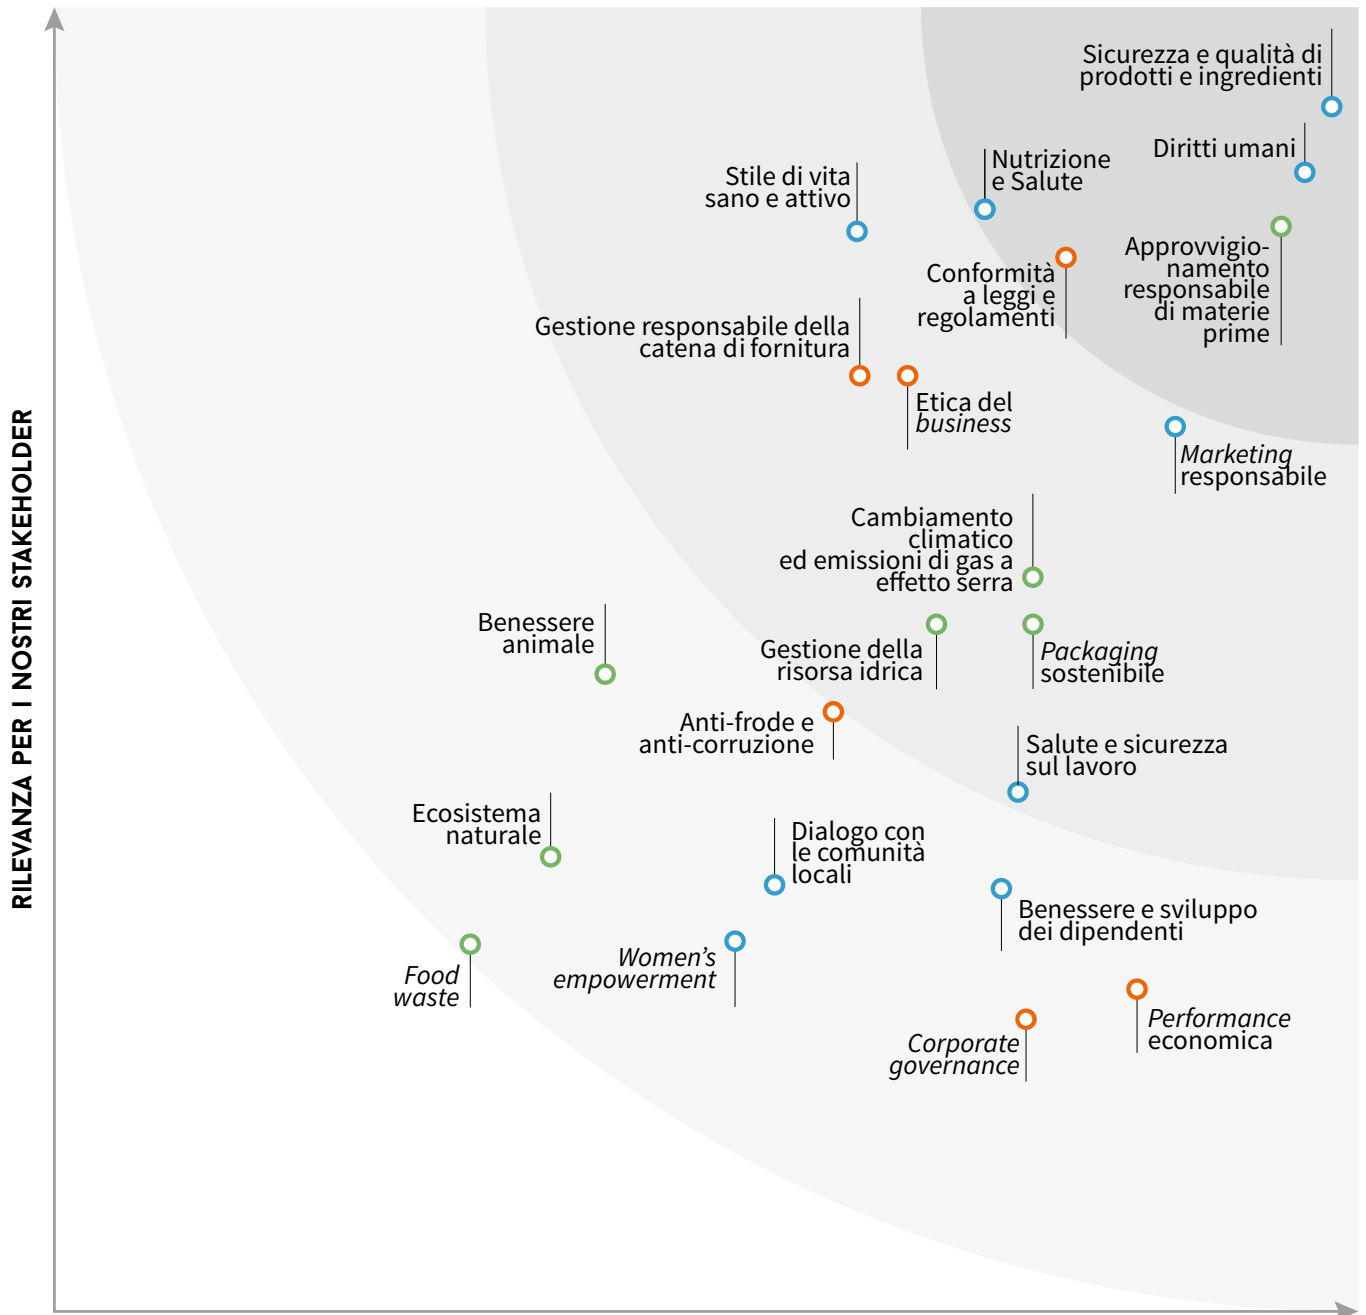 Sicurezza e qualità di
prodotti e ingredienti
Diritti umani
Nutrizione
e Salute
Stile di vita
sano e attivo
Approvvigio-
namento
responsabile
di materie
prime
Conformità
a leggi e
regolamenti
Gestione responsabile della
catena di fornitura
Etica del
business
Marketing
responsabile
Cambiamento
climatico
ed emissioni di gas a
effetto serra
Benessere
animale
Gestione della
risorsa idrica
Packaging
sostenibile
Anti-frode e
anti-corruzione
Salute e sicurezza
sul lavoro
Ecosistema
naturale
Dialogo con
le comunità
locali
Benessere e sviluppo
dei dipendenti
Women's
empowerment
Food
waste
Performance
economica
Corporate
governance
RILEVANZA PER I NOSTRI STAKEHOLDER